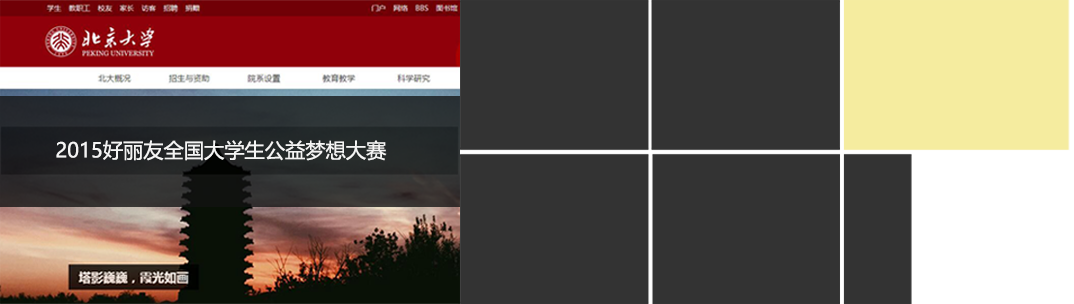 学生 教职工 校友 家长 访客 招聘 捐赠 门户 网络 BBS 图书馆
北京大学
PEKING UNIVERSITY
北大概况 招生与资助 院系设置 教育教学 科学研究
2015好丽友全国大学生公益梦想大赛
塔影巍巍，霞光如画